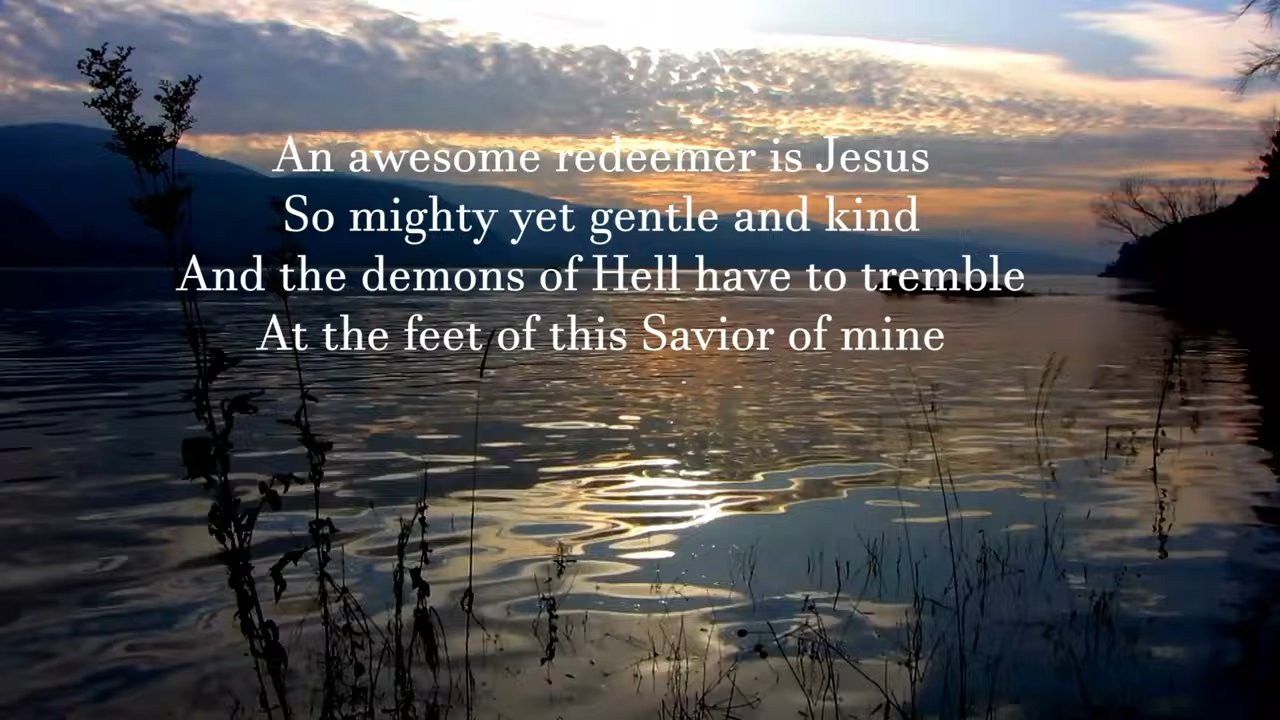 An awesome redeemer is Jesus
So mighty yet gentle and kind
And the demons of Hell have to tremble
At the feet of this Savior of mine